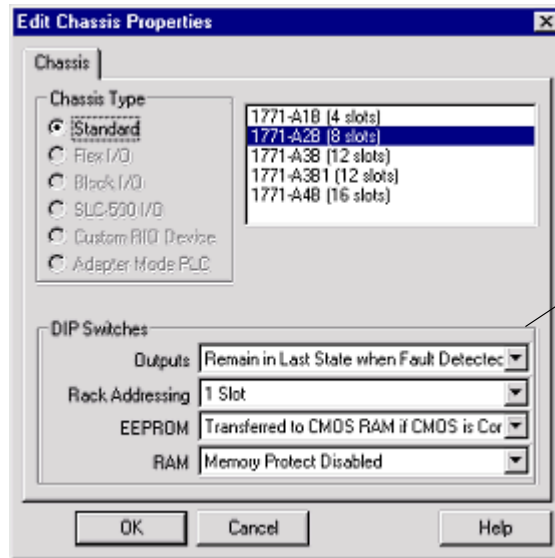 Edit Chassis Properties
Chassis
Chassis Type
Standard
Flex I/O
Block I/O
SLC-500 I/O
Custom RIO Device
Adapter Mode PLC
1771-A1B (4 slots)
1771-A2B (8 slots)
1771-A3B (12 slots)
1771-A3B1 (12 slots)
1771-A4B (16 slots)
DIP Switches
Outputs Remain in Last State when Fault Detected
Rack Addressing 1 Slot
EEPROM Transferred to CMOS RAM if CMOS is Cor
RAM Memory Protect Disabled
OK Cancel Help